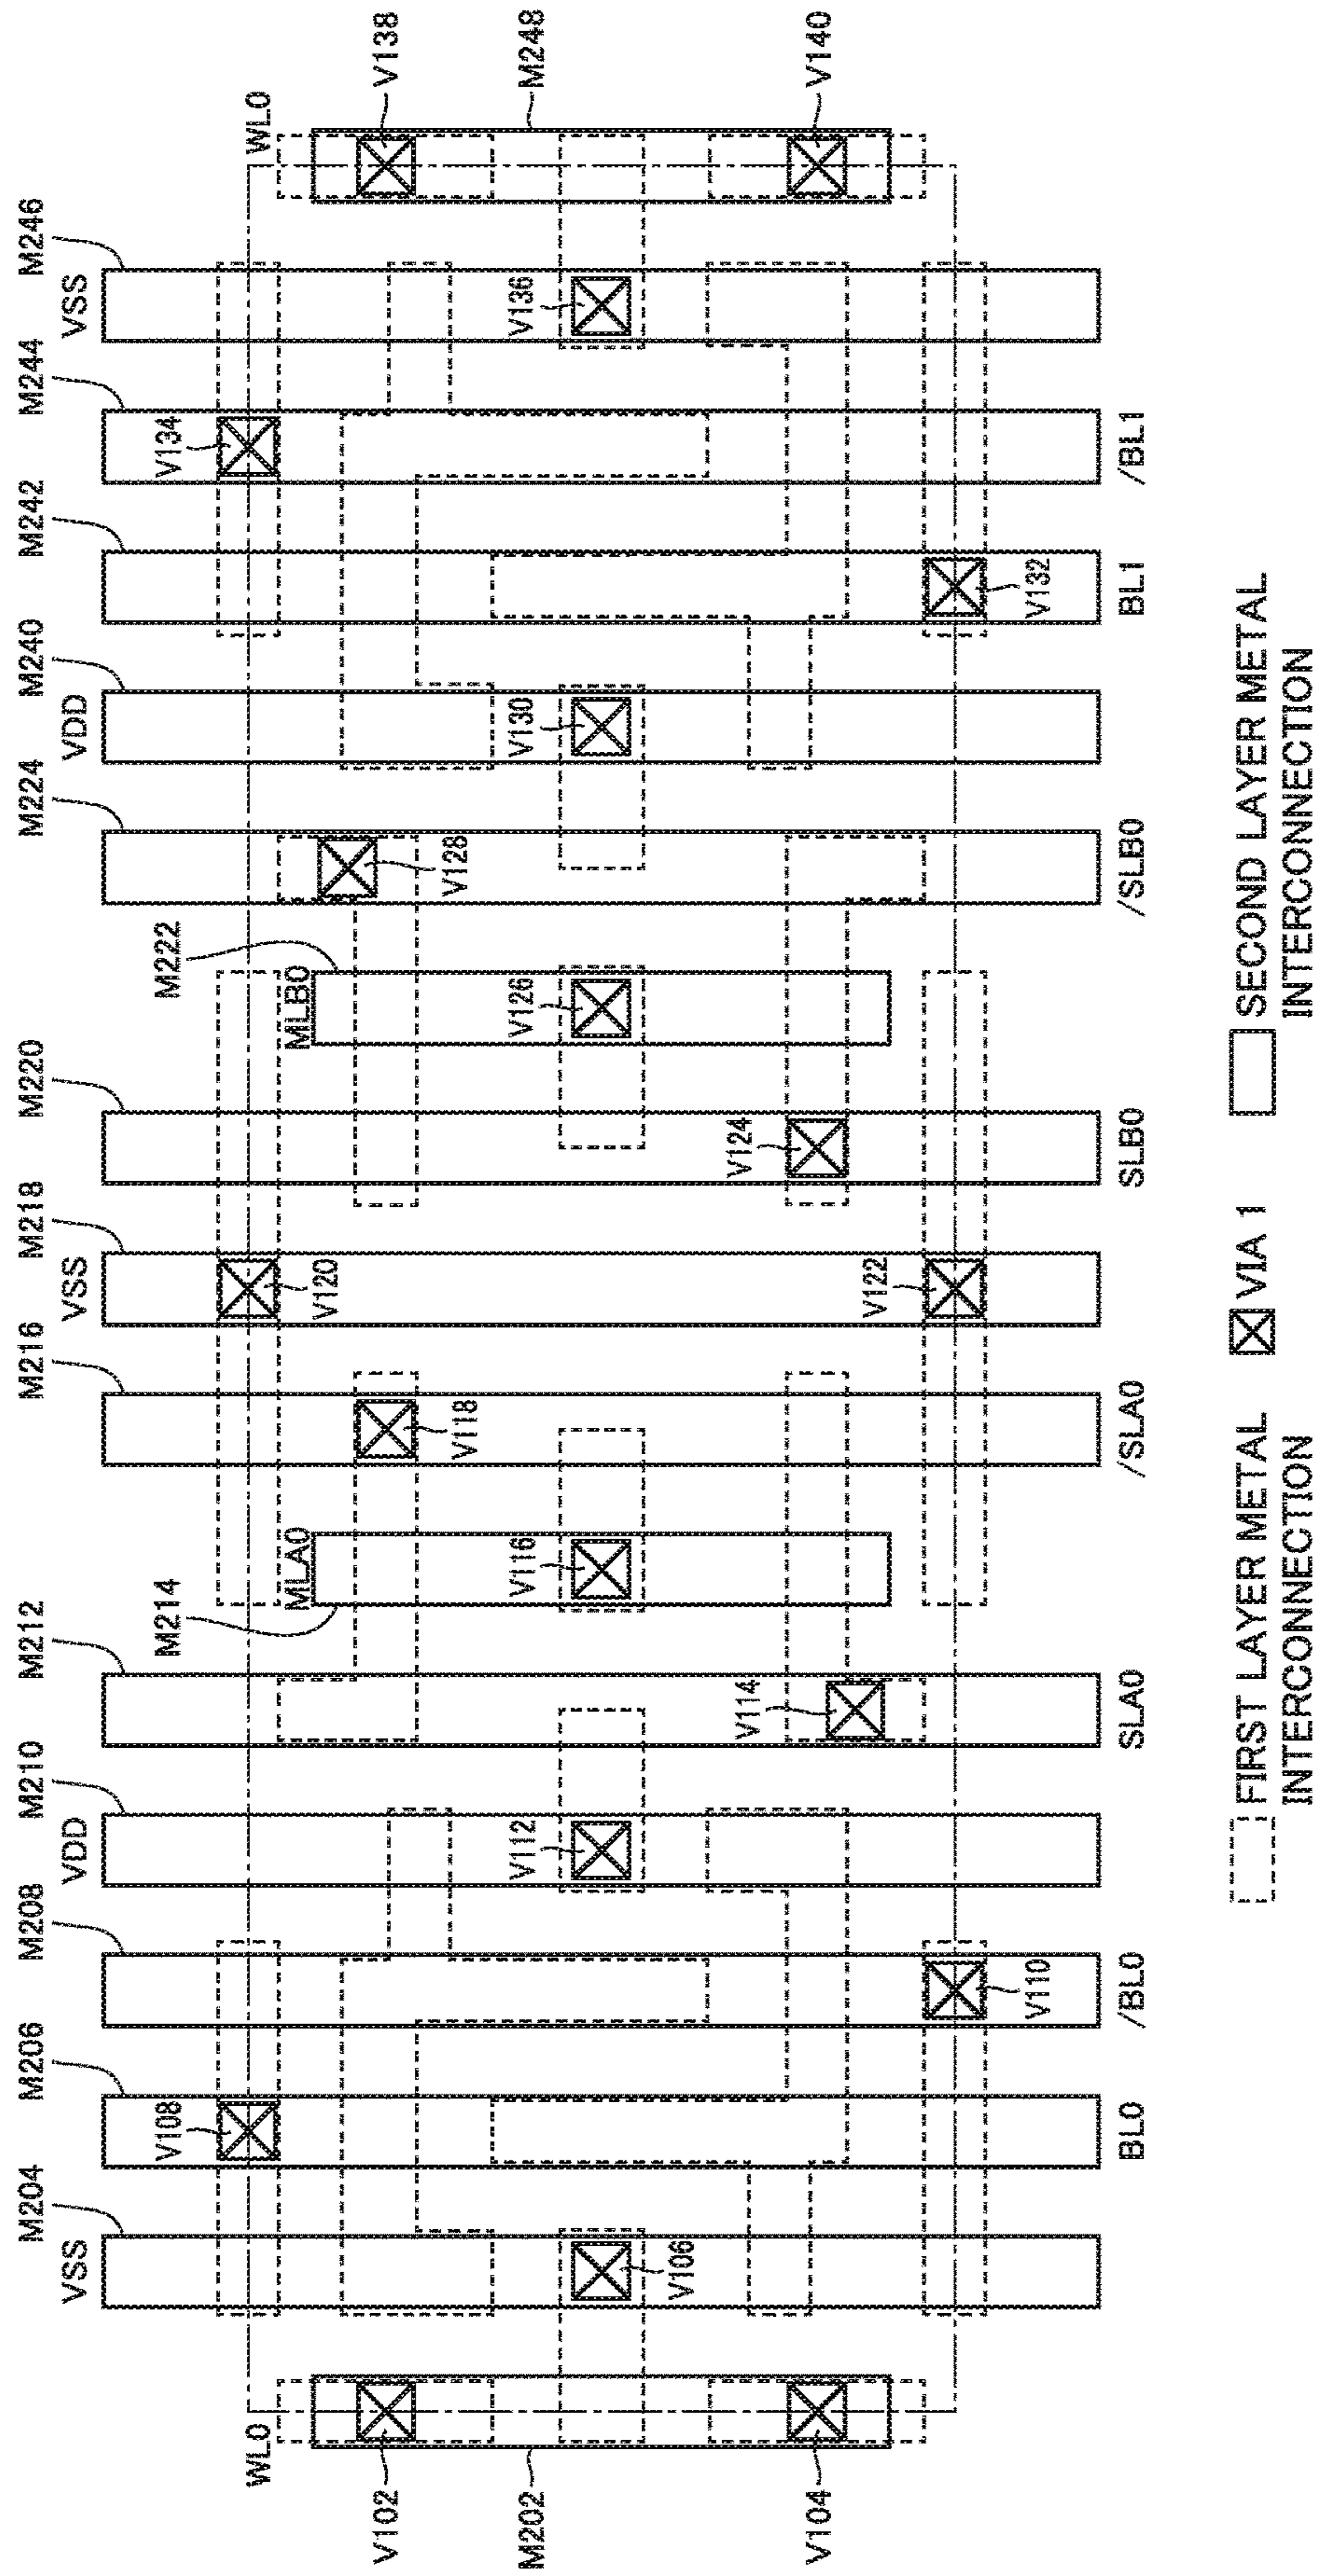 M204
M206
M208
M210
M212
M216
M218
M220
M224
M240
M242
M244
M246
VSS
VDD
VSS
VDD
VSS
M214
M222
WL0
MLA0
MLB0
WL0
V102
V108
V118
V120
V128
V134
V138
M202
V106
V112
V116
V126
V130
V136
M248
V104
V110
V114
V122
V124
V132
V140
BL0
/BL0
SLA0
/SLA0
SLB0
/SLB0
BL1
/BL1
FIRST LAYER METAL
INTERCONNECTION
VIA 1
SECOND LAYER METAL
INTERCONNECTION